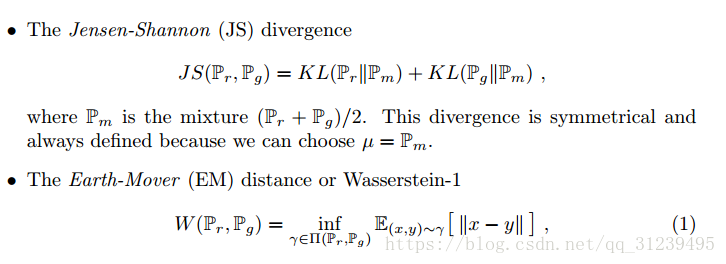 • The Jensen-Shannon (JS) divergence
JS(ℙ_r, ℙ_g) = KL(ℙ_r‖ℙ_m) + KL(ℙ_g‖ℙ_m) ,
where ℙ_m is the mixture (ℙ_r + ℙ_g)/2. This divergence is symmetrical and
always defined because we can choose μ = ℙ_m.
• The Earth-Mover (EM) distance or Wasserstein-1
W(ℙ_r, ℙ_g) = inf_{γ∈Π(ℙ_r,ℙ_g)} 𝔼_{(x,y)∼γ}[ ‖x − y‖ ] , (1)
https://blog.csdn.net/qq_31239495